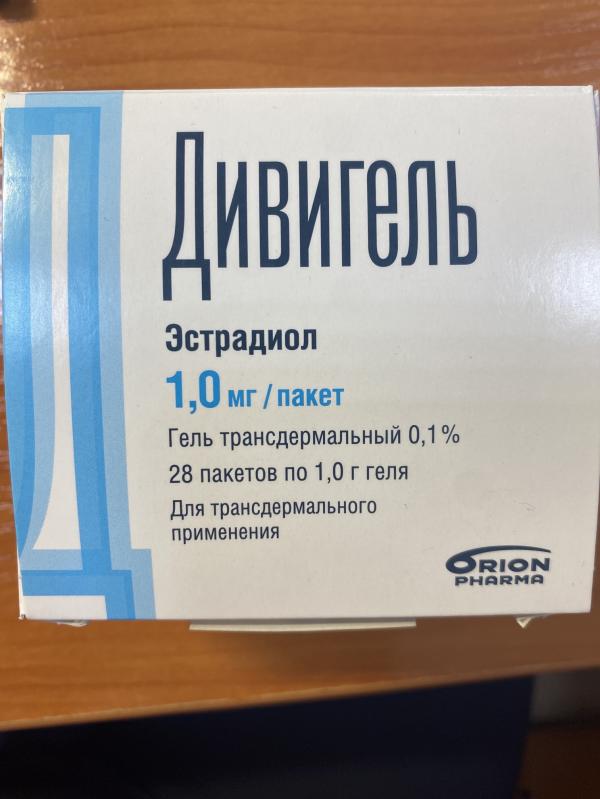 Дивигель
Эстрадиол
1,0 мг / пакет
Гель трансдермальный 0,1%
28 пакетов по 1,0 г геля
Для трансдермального
применения
ORION
PHARMA